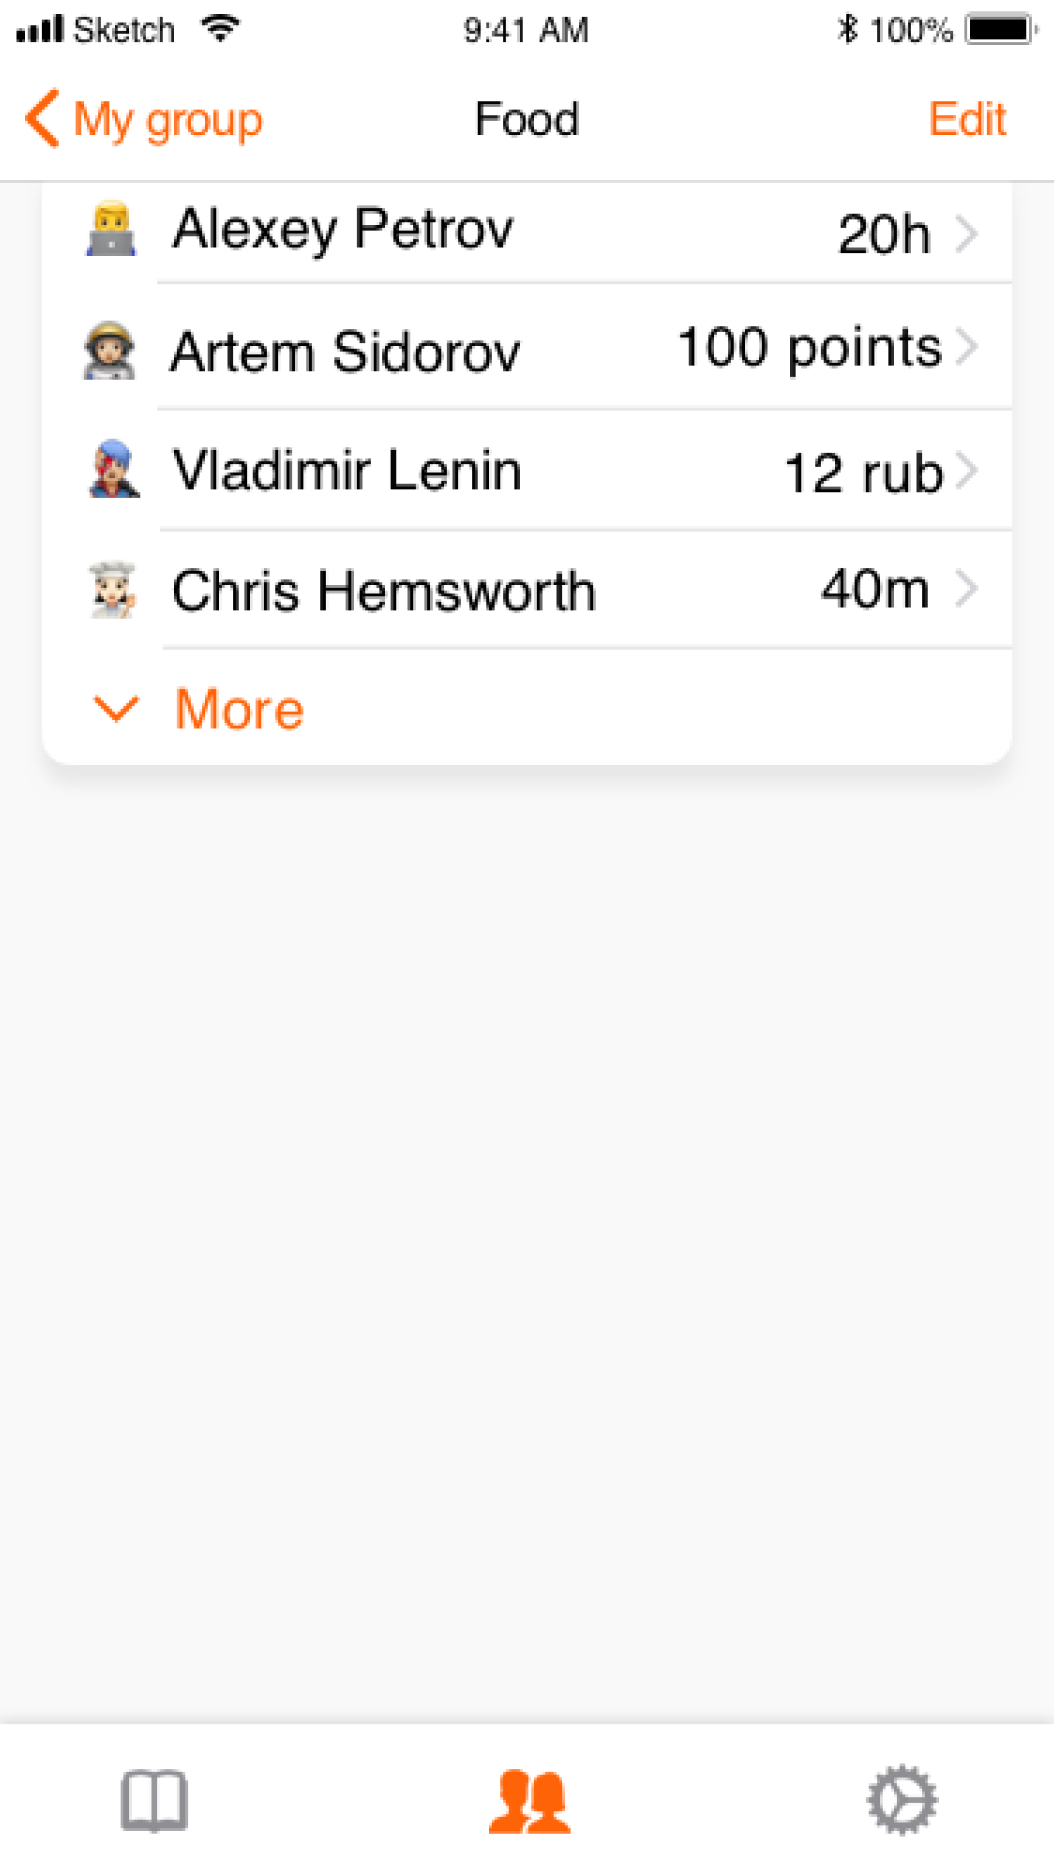 Sketch 9:41 AM 100%
My group Food Edit
Alexey Petrov 20h
Artem Sidorov 100 points
Vladimir Lenin 12 rub
Chris Hemsworth 40m
More